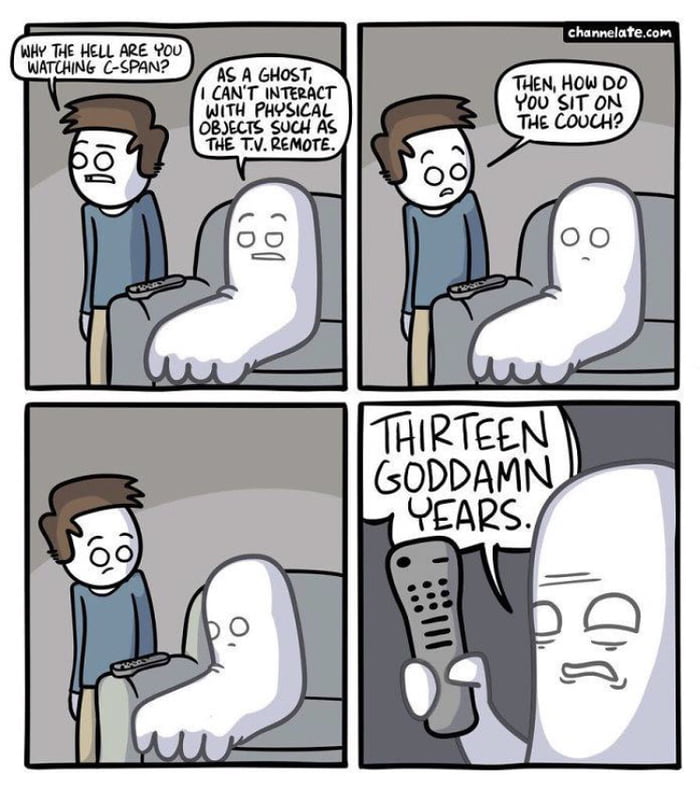 WHY THE HELL ARE YOU
WATCHING C-SPAN?
AS A GHOST,
I CAN'T INTERACT
WITH PHYSICAL
OBJECTS SUCH AS
THE T.V. REMOTE.
channelate.com
THEN, HOW DO
YOU SIT ON
THE COUCH?
THIRTEEN
GODDAMN
YEARS.